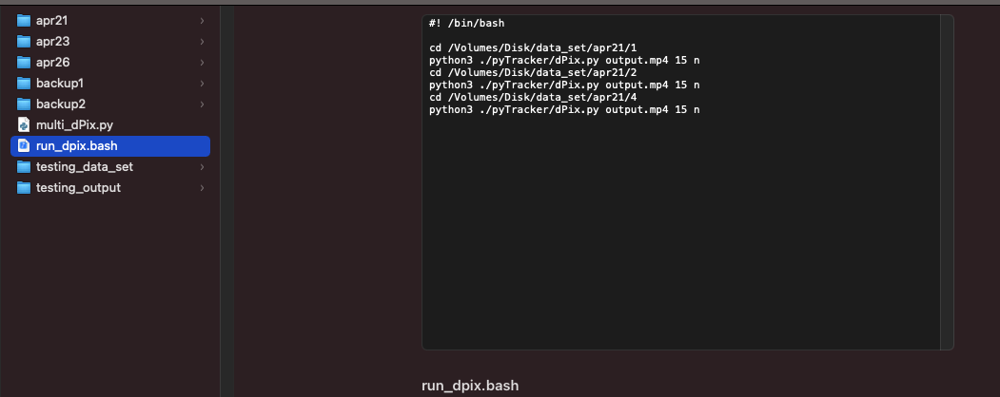 apr21
apr23
apr26
backup1
backup2
multi_dPix.py
run_dpix.bash
testing_data_set
testing_output
#! /bin/bash
cd /Volumes/Disk/data_set/apr21/1
python3 ./pyTracker/dPix.py output.mp4 15 n
cd /Volumes/Disk/data_set/apr21/2
python3 ./pyTracker/dPix.py output.mp4 15 n
cd /Volumes/Disk/data_set/apr21/4
python3 ./pyTracker/dPix.py output.mp4 15 n
run_dpix.bash